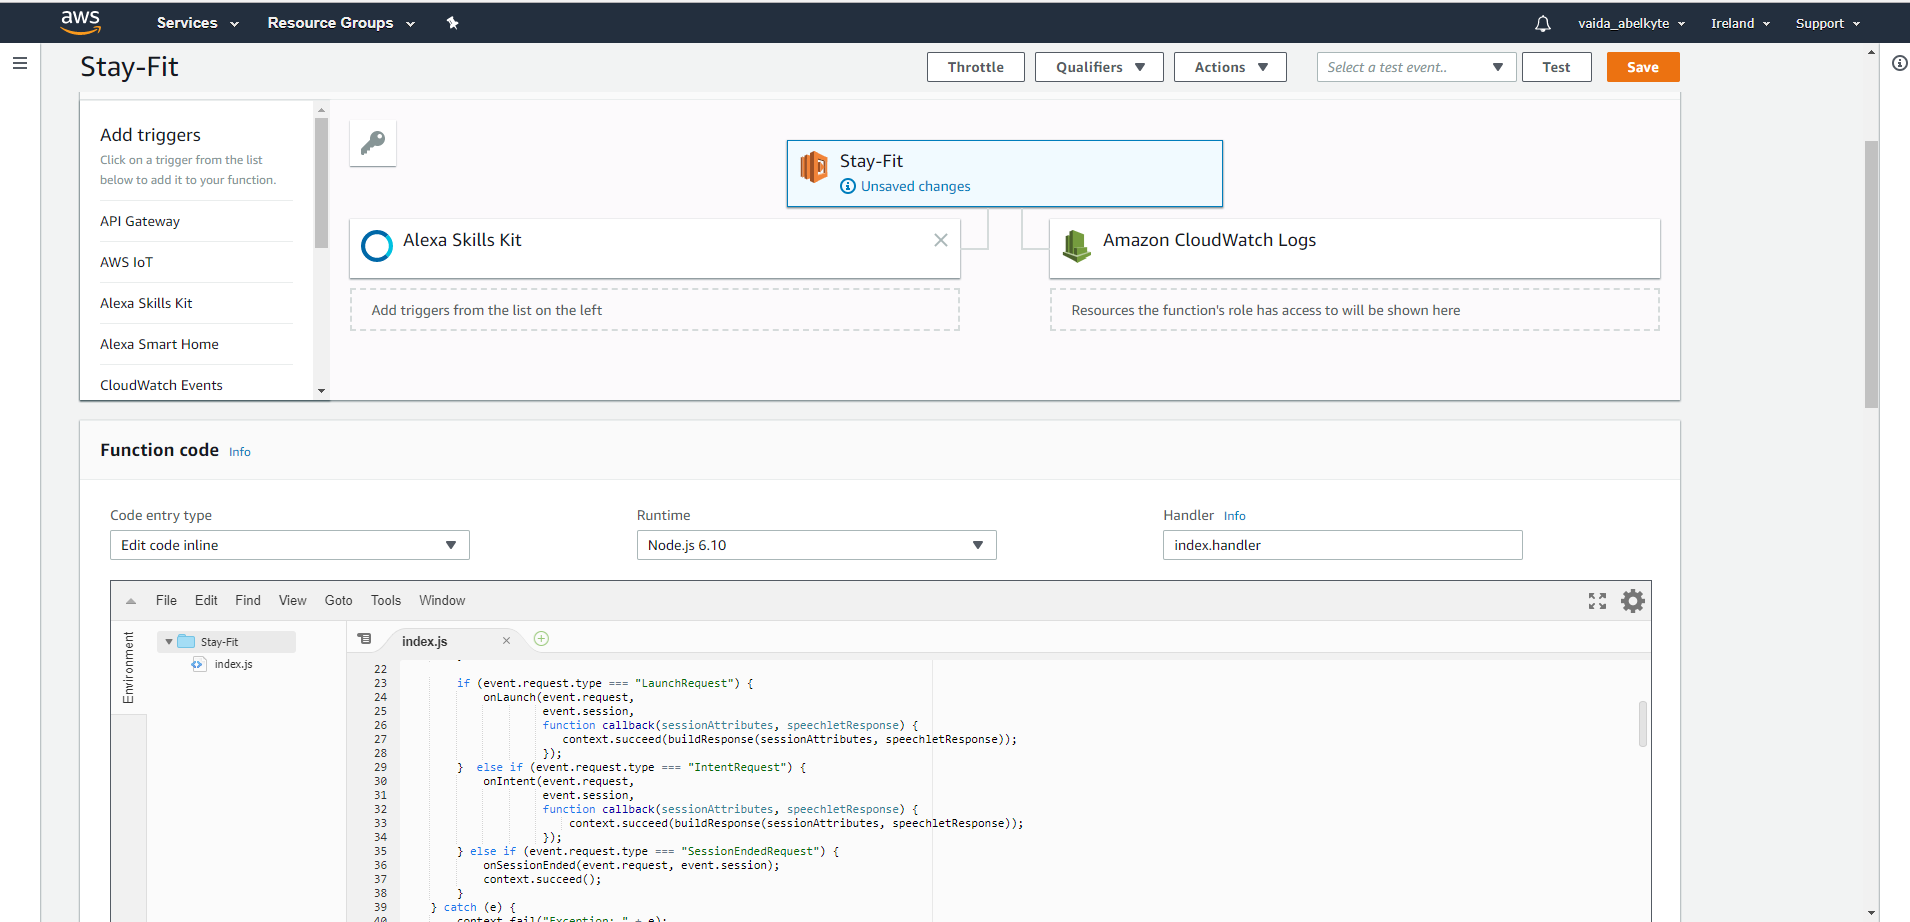 aws Services Resource Groups vaida_abelkyte Ireland Support
Stay-Fit Throttle Qualifiers Actions Select a test event.. Test Save
Add triggers
Click on a trigger from the list
below to add it to your function.
API Gateway
AWS IoT
Alexa Skills Kit
Alexa Smart Home
CloudWatch Events
Stay-Fit
Unsaved changes
Alexa Skills Kit
Add triggers from the list on the left
Amazon CloudWatch Logs
Resources the function's role has access to will be shown here
Function code Info
Code entry type
Edit code inline
Runtime
Node.js 6.10
Handler Info
index.handler
File Edit Find View Goto Tools Window
Environment
Stay-Fit
index.js
index.js
22
23 if (event.request.type === "LaunchRequest") {
24 onLaunch(event.request,
25 event.session,
26 function callback(sessionAttributes, speechletResponse) {
27 context.succeed(buildResponse(sessionAttributes, speechletResponse));
28 });
29 } else if (event.request.type === "IntentRequest") {
30 onIntent(event.request,
31 event.session,
32 function callback(sessionAttributes, speechletResponse) {
33 context.succeed(buildResponse(sessionAttributes, speechletResponse));
34 });
35 } else if (event.request.type === "SessionEndedRequest") {
36 onSessionEnded(event.request, event.session);
37 context.succeed();
38 }
39 } catch (e) {
40 context.fail("Exception: " + e);